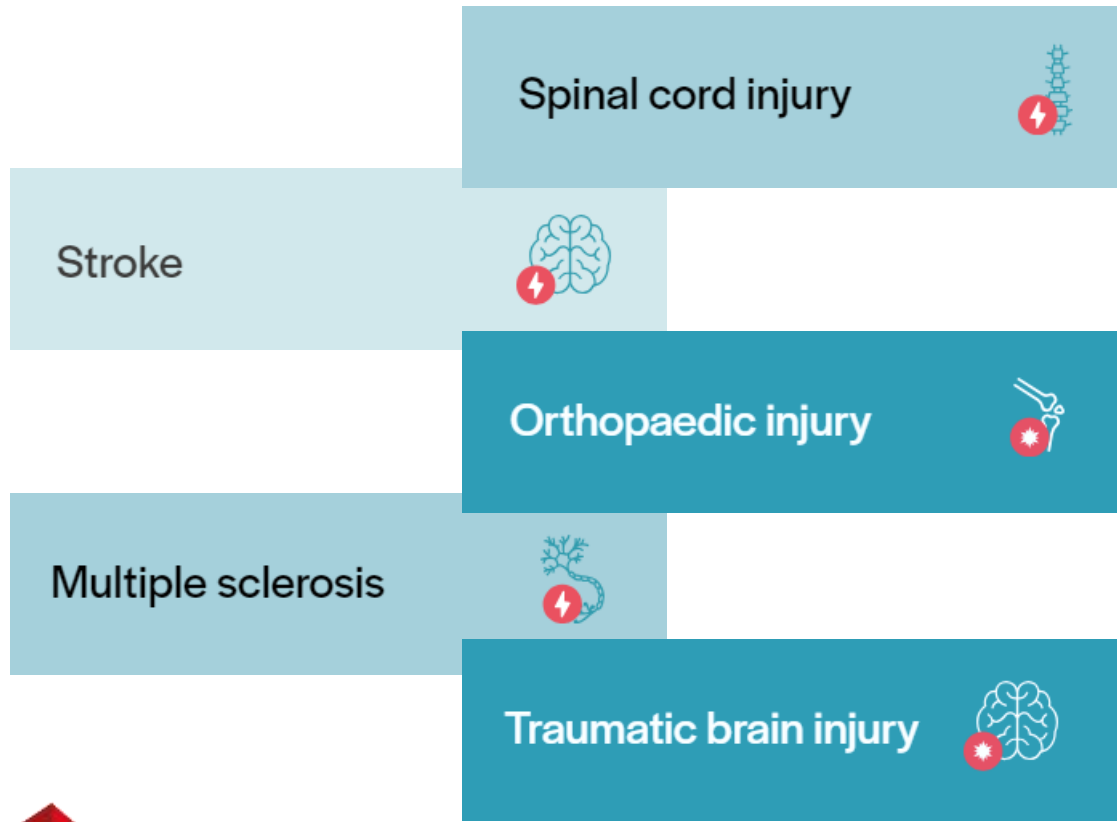 Spinal cord injury
Stroke
Orthopaedic injury
Multiple sclerosis
Traumatic brain injury